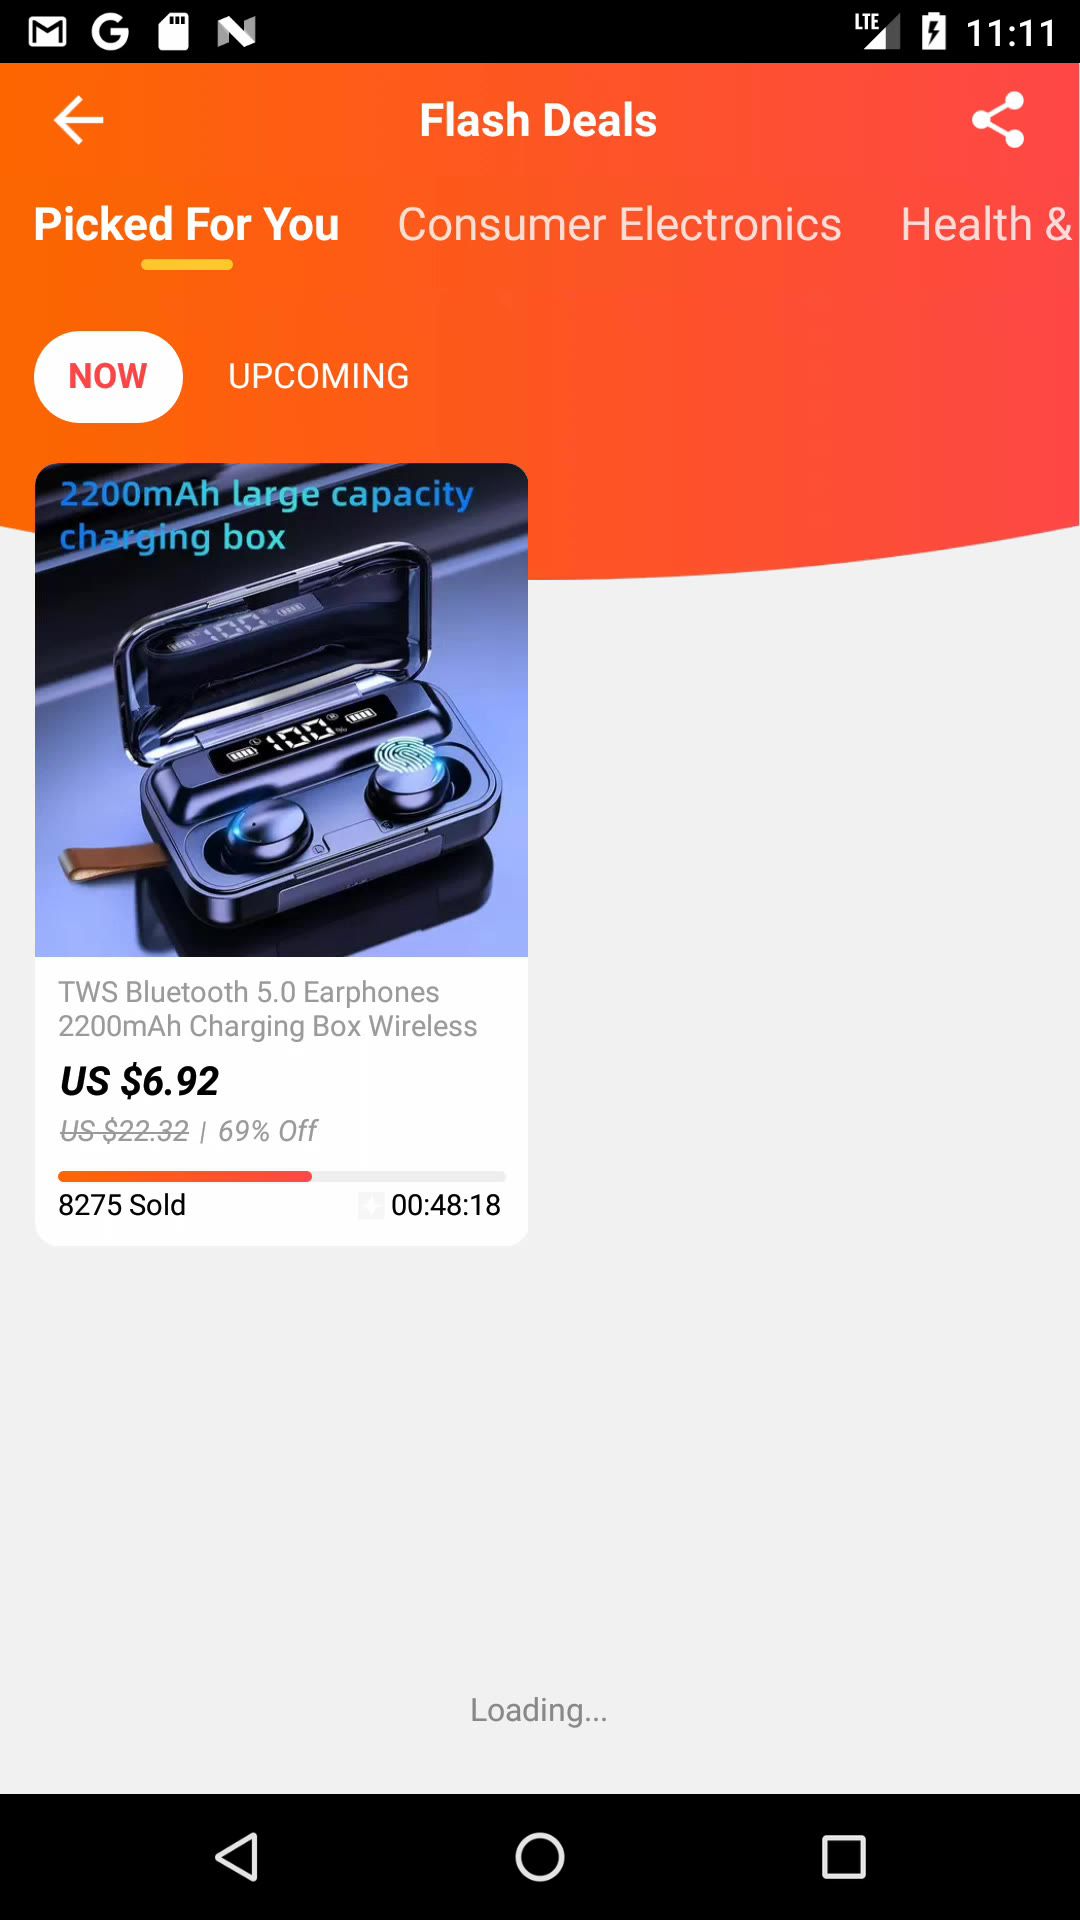 LTE 11:11
Flash Deals
Picked For You Consumer Electronics Health &
NOW UPCOMING
2200mAh large capacity
charging box
100
100%
TWS Bluetooth 5.0 Earphones
2200mAh Charging Box Wireless
US $6.92
US $22.32 | 69% Off
8275 Sold 00:48:18
Loading...